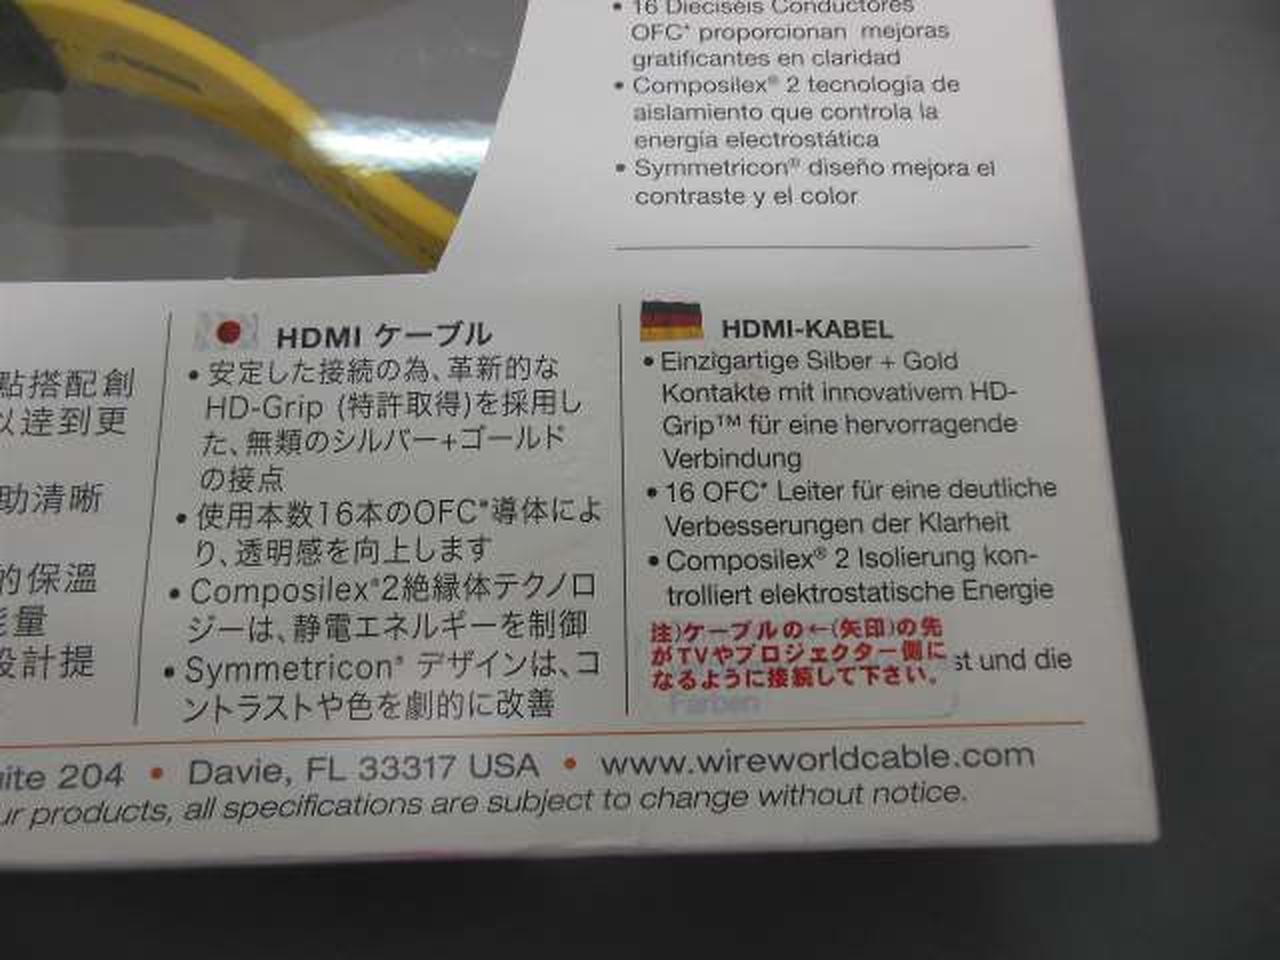 • 16 Dieciséis Conductores
OFC* proporcionan mejoras
gratificantes en claridad
• Composilex® 2 tecnología de
aislamiento que controla la
energía electrostática
• Symmetricon® diseño mejora el
contraste y el color
點搭配創
以達到更
助清晰
的保溫
能量
設計提
HDMI ケーブル
• 安定した接続の為、革新的な
HD-Grip (特許取得)を採用し
た、無類のシルバー+ゴールド
の接点
• 使用本数16本のOFC*導体によ
り、透明感を向上します
• Composilex®2絶縁体テクノロ
ジーは、静電エネルギーを制御
• Symmetricon® デザインは、コ
ントラストや色を劇的に改善
HDMI-KABEL
• Einzigartige Silber + Gold
Kontakte mit innovativem HD-
Grip™ für eine hervorragende
Verbindung
• 16 OFC* Leiter für eine deutliche
Verbesserungen der Klarheit
• Composilex® 2 Isolierung kon-
trolliert elektrostatische Energie
注)ケーブルの←(矢印)の先
がTVやプロジェクター側に
なるように接続して下さい。
st und die
Farben
uite 204 • Davie, FL 33317 USA • www.wireworldcable.com
ur products, all specifications are subject to change without notice.